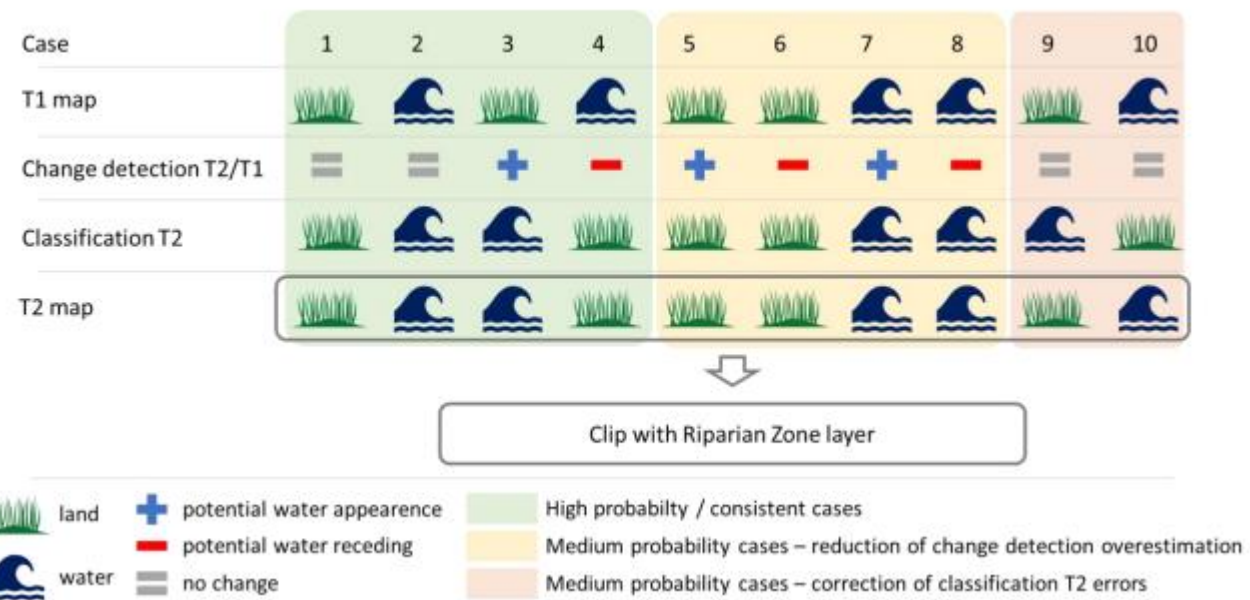 Case 1 2 3 4 5 6 7 8 9 10
T1 map
Change detection T2/T1
Classification T2
T2 map
Clip with Riparian Zone layer
land
potential water appearence
High probabilty / consistent cases
potential water receding
Medium probability cases – reduction of change detection overestimation
water
no change
Medium probability cases – correction of classification T2 errors